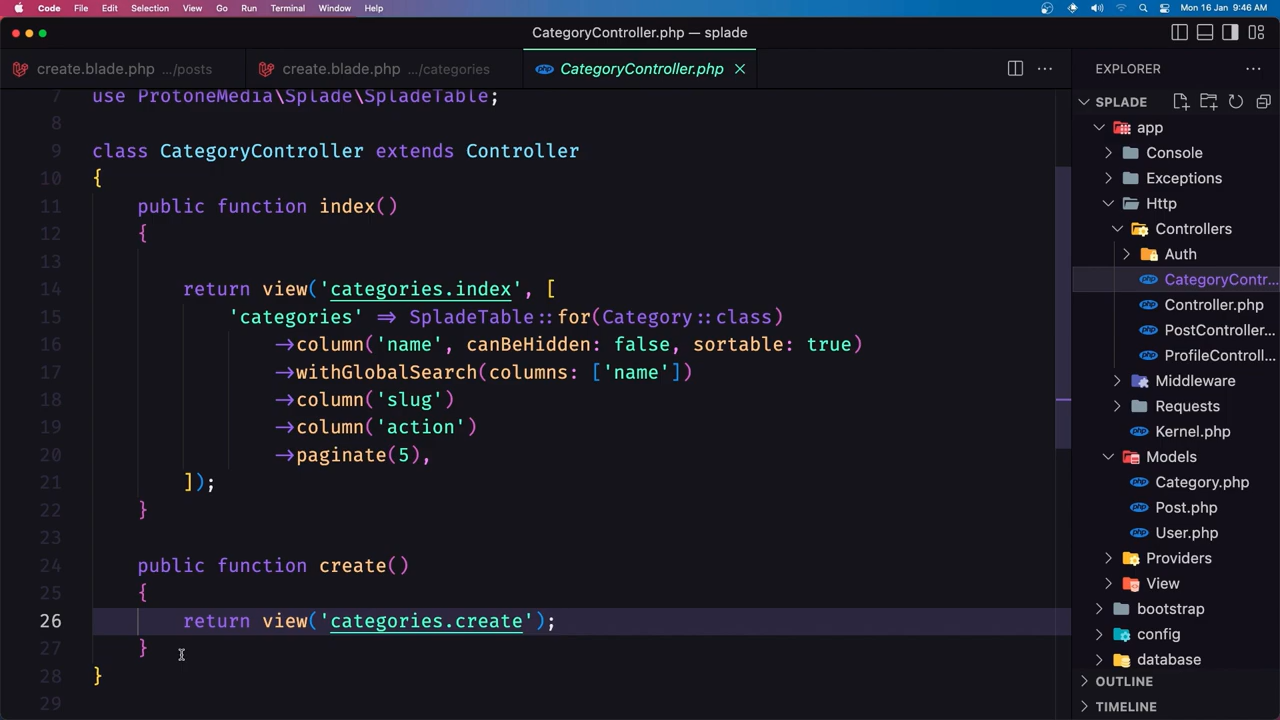 Code File Edit Selection View Go Run Terminal Window Help Mon 16 Jan 9:46 AM
CategoryController.php — splade
create.blade.php .../posts create.blade.php .../categories CategoryController.php
EXPLORER
SPLADE
7 use ProtoneMedia\Splade\SpladeTable;
8
9 class CategoryController extends Controller
10 {
11 public function index()
12 {
13
14 return view('categories.index', [
15 'categories' => SpladeTable::for(Category::class)
16 ->column('name', canBeHidden: false, sortable: true)
17 ->withGlobalSearch(columns: ['name'])
18 ->column('slug')
19 ->column('action')
20 ->paginate(5),
21 ]);
22 }
23
24 public function create()
25 {
26 return view('categories.create');
27 }
28 }
29
app
Console
Exceptions
Http
Controllers
Auth
CategoryContr...
Controller.php
PostController...
ProfileControll...
Middleware
Requests
Kernel.php
Models
Category.php
Post.php
User.php
Providers
View
bootstrap
config
database
OUTLINE
TIMELINE